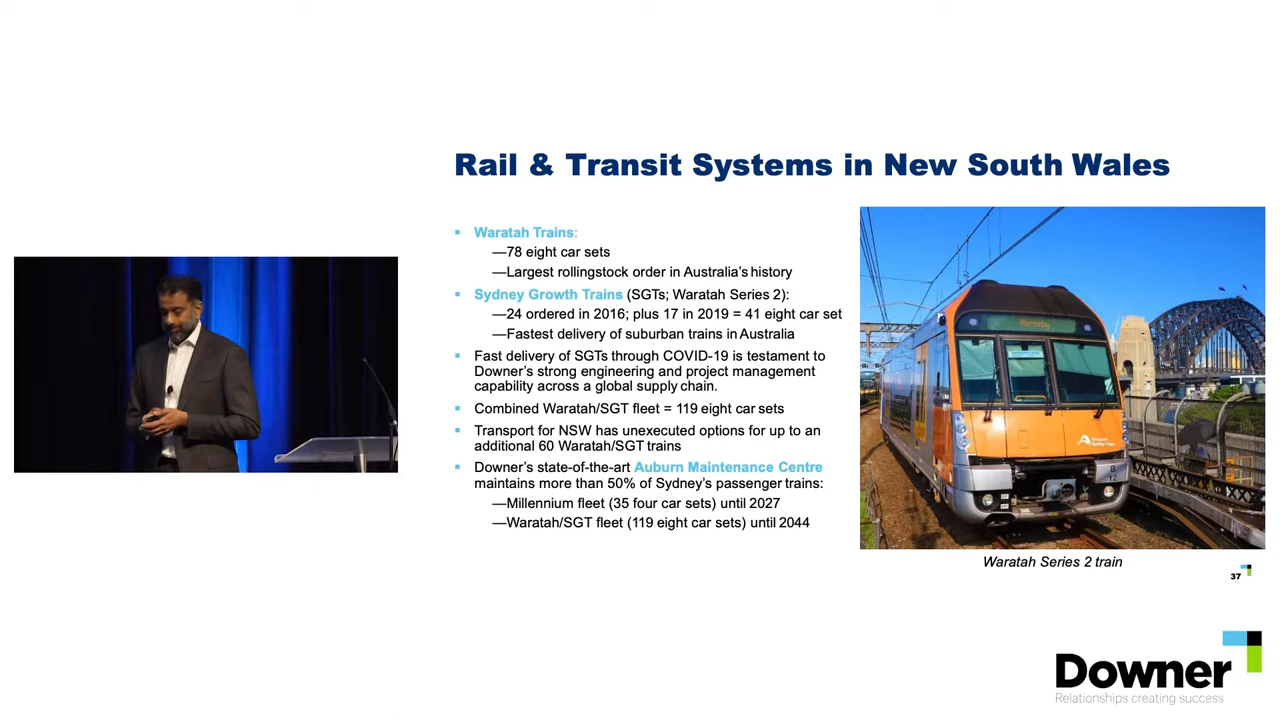 Rail & Transit Systems in New South Wales
▪ Waratah Trains:
—78 eight car sets
—Largest rollingstock order in Australia's history
▪ Sydney Growth Trains (SGTs; Waratah Series 2):
—24 ordered in 2016; plus 17 in 2019 = 41 eight car set
—Fastest delivery of suburban trains in Australia
▪ Fast delivery of SGTs through COVID-19 is testament to
Downer's strong engineering and project management
capability across a global supply chain.
▪ Combined Waratah/SGT fleet = 119 eight car sets
▪ Transport for NSW has unexecuted options for up to an
additional 60 Waratah/SGT trains
▪ Downer's state-of-the-art Auburn Maintenance Centre
maintains more than 50% of Sydney's passenger trains:
—Millennium fleet (35 four car sets) until 2027
—Waratah/SGT fleet (119 eight car sets) until 2044
Hornsby
B
12
Waratah Series 2 train
37
Downer
Relationships creating success